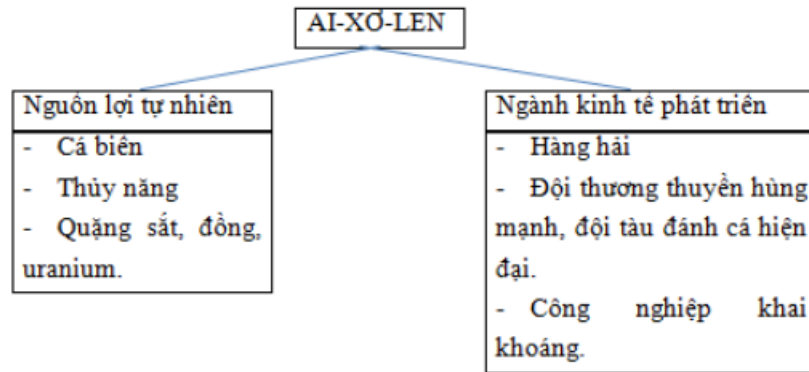 AI-XƠ-LEN
Nguồn lợi tự nhiên
- Cá biển
- Thủy năng
- Quặng sắt, đồng,
uranium.
Ngành kinh tế phát triển
- Hàng hải
- Đội thương thuyền hùng
mạnh, đội tàu đánh cá hiện
đại.
- Công nghiệp khai
khoáng.